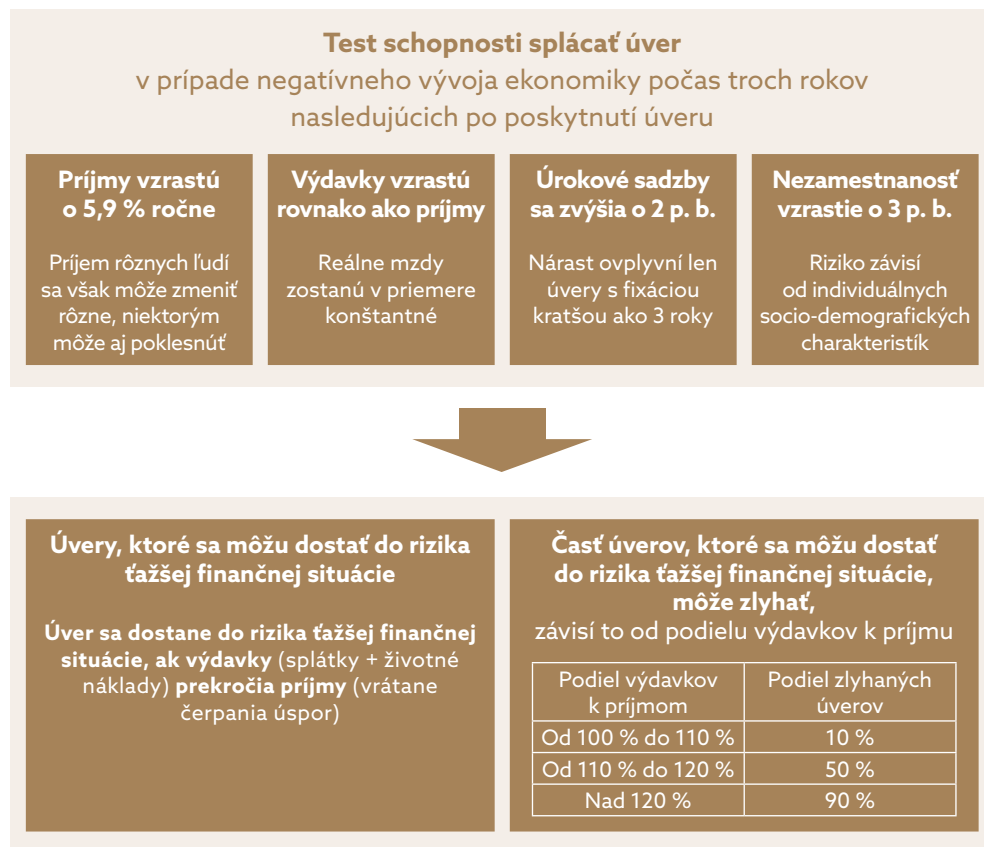 Test schopnosti splácať úver
v prípade negatívneho vývoja ekonomiky počas troch rokov
nasledujúcich po poskytnutí úveru
Príjmy vzrastú
o 5,9 % ročne
Príjem rôznych ľudí
sa však môže zmeniť
rôzne, niektorým
môže aj poklesnúť
Výdavky vzrastú
rovnako ako príjmy
Reálne mzdy
zostanú v priemere
konštantné
Úrokové sadzby
sa zvýšia o 2 p. b.
Nárast ovplyvní len
úvery s fixáciou
kratšou ako 3 roky
Nezamestnanosť
vzrastie o 3 p. b.
Riziko závisí
od individuálnych
socio-demografických
charakteristík
Úvery, ktoré sa môžu dostať do rizika
ťažšej finančnej situácie
Úver sa dostane do rizika ťažšej finančnej
situácie, ak výdavky (splátky + životné
náklady) prekročia príjmy (vrátane
čerpania úspor)
Časť úverov, ktoré sa môžu dostať
do rizika ťažšej finančnej situácie,
môže zlyhať,
závisí to od podielu výdavkov k príjmu
Podiel výdavkov
k príjmom
Podiel zlyhaných
úverov
Od 100 % do 110 %
10 %
Od 110 % do 120 %
50 %
Nad 120 %
90 %